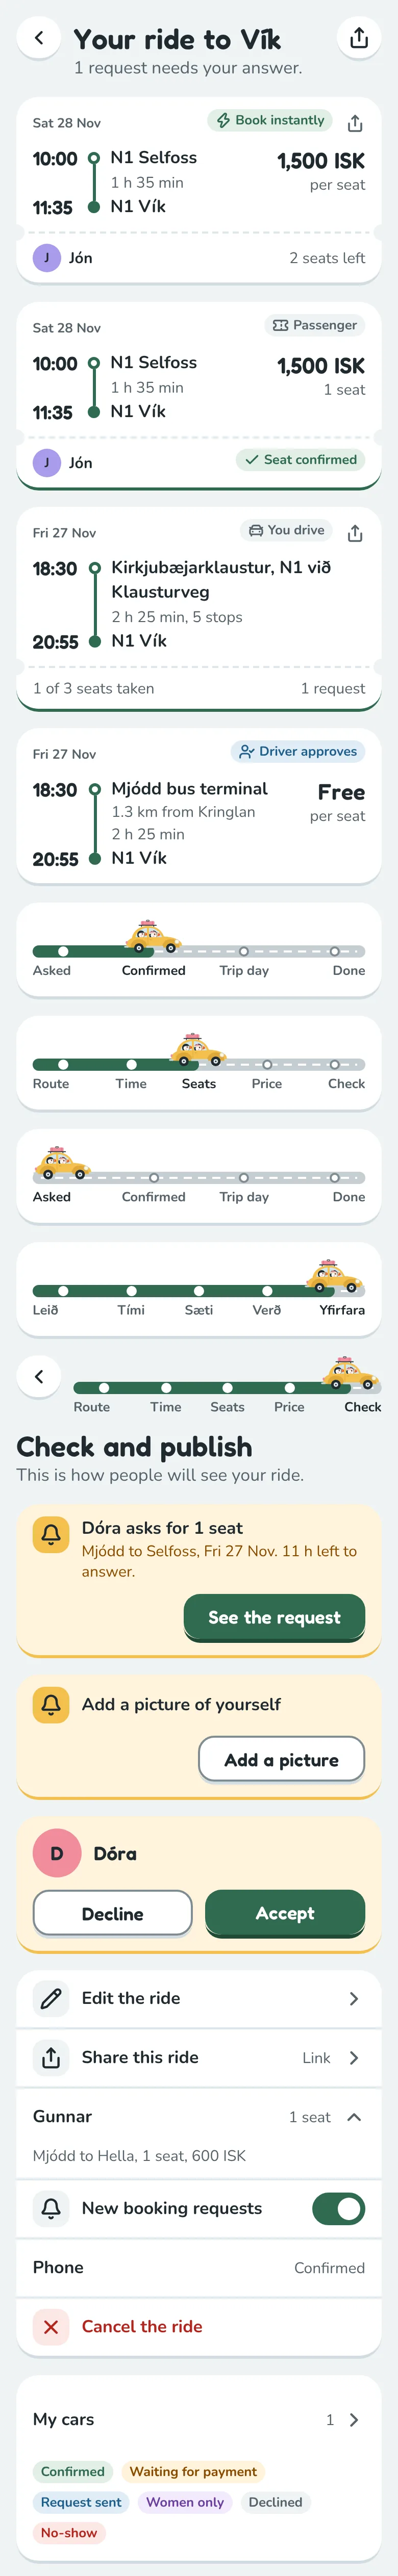 Your ride to Vík
1 request needs your answer.
Sat 28 Nov
Book instantly
10:00 N1 Selfoss 1,500 ISK
1 h 35 min per seat
11:35 N1 Vík
J Jón 2 seats left
Sat 28 Nov
Passenger
10:00 N1 Selfoss 1,500 ISK
1 h 35 min 1 seat
11:35 N1 Vík
J Jón Seat confirmed
Fri 27 Nov
You drive
18:30 Kirkjubæjarklaustur, N1 við
Klausturveg
2 h 25 min, 5 stops
20:55 N1 Vík
1 of 3 seats taken 1 request
Fri 27 Nov
Driver approves
18:30 Mjódd bus terminal Free
1.3 km from Kringlan per seat
2 h 25 min
20:55 N1 Vík
Asked Confirmed Trip day Done
Route Time Seats Price Check
Asked Confirmed Trip day Done
Leið Tími Sæti Verð Yfirfara
Route Time Seats Price Check
Check and publish
This is how people will see your ride.
Dóra asks for 1 seat
Mjódd to Selfoss, Fri 27 Nov. 11 h left to
answer.
See the request
Add a picture of yourself
Add a picture
D Dóra
Decline Accept
Edit the ride
Share this ride Link
Gunnar 1 seat
Mjódd to Hella, 1 seat, 600 ISK
New booking requests
Phone Confirmed
Cancel the ride
My cars 1
Confirmed Waiting for payment
Request sent Women only Declined
No-show